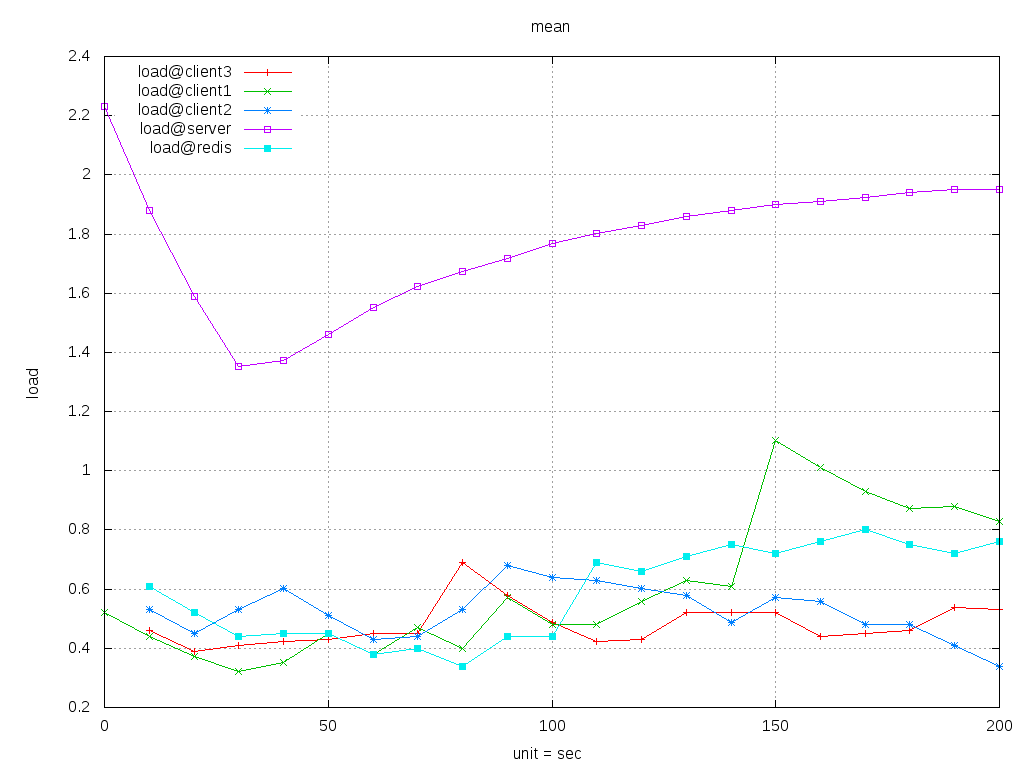 mean
2.4
2.2
2
1.8
1.6
1.4
1.2
1
0.8
0.6
0.4
0.2
load
load@client3
load@client1
load@client2
load@server
load@redis
0 50 100 150 200
unit = sec